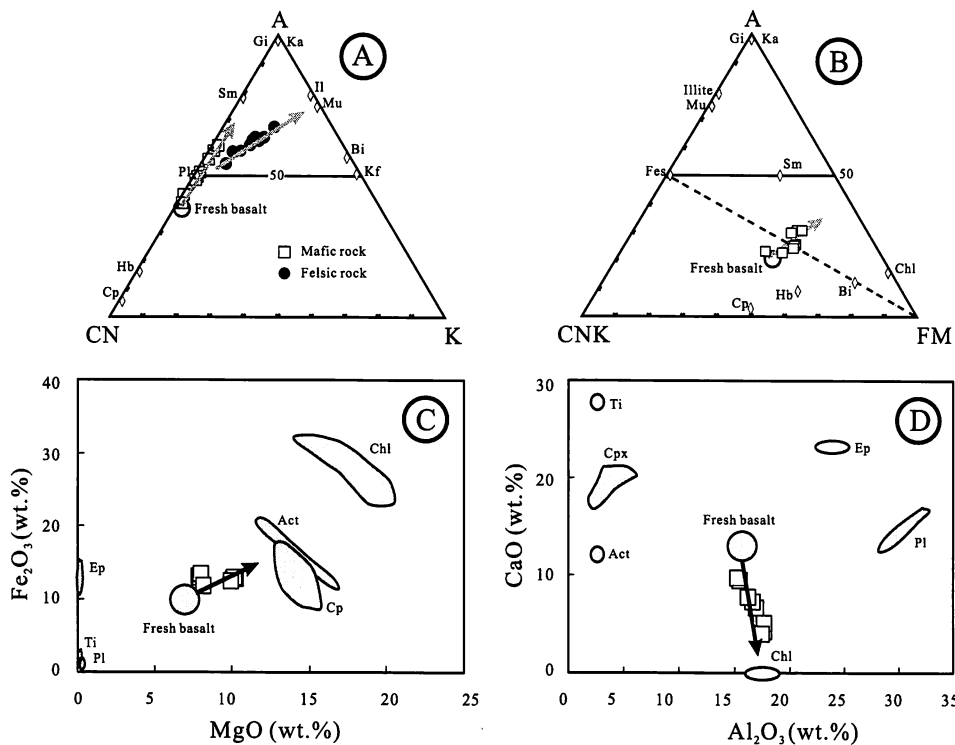 A
Gi Ka
A
Sm
Il
Mu
Bi
Pl
50
Kf
Fresh basalt
Mafic rock
Felsic rock
Hb
Cp
CN
K
A
Gi Ka
B
Illite
Mu
Fes
Sm
50
Fresh basalt
Chl
Hb
Bi
Cp
CNK
FM
40
30
20
10
0
Fe2O3 (wt.%)
C
Chl
Act
Ep
Cp
Fresh basalt
Ti
Pl
0 5 10 15 20 25
MgO (wt.%)
30
20
10
0
CaO (wt.%)
D
Ti
Cpx
Ep
Fresh basalt
Act
Pl
Chl
0 5 10 15 20 25 30 35
Al2O3 (wt.%)